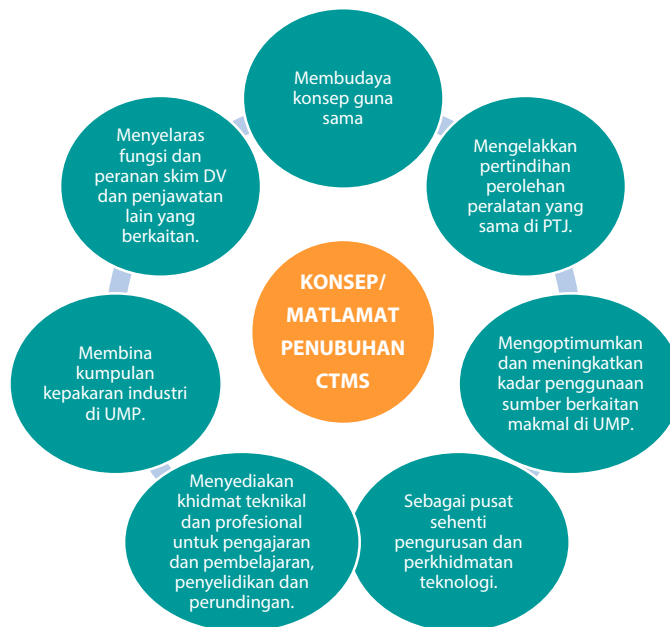 Membudaya
konsep guna
sama
Mengelakkan
pertindihan
perolehan
peralatan yang
sama di PTJ.
Mengoptimumkan
dan meningkatkan
kadar penggunaan
sumber berkaitan
makmal di UMP.
Sebagai pusat
sehenti
pengurusan dan
perkhidmatan
teknologi.
Menyediakan
khidmat teknikal
dan profesional
untuk pengajaran
dan pembelajaran,
penyelidikan dan
perundingan.
Membina
kumpulan
kepakaran industri
di UMP.
Menyelaras
fungsi dan
peranan skim DV
dan penjawatan
lain yang
berkaitan.
KONSEP/
MATLAMAT
PENUBUHAN
CTMS